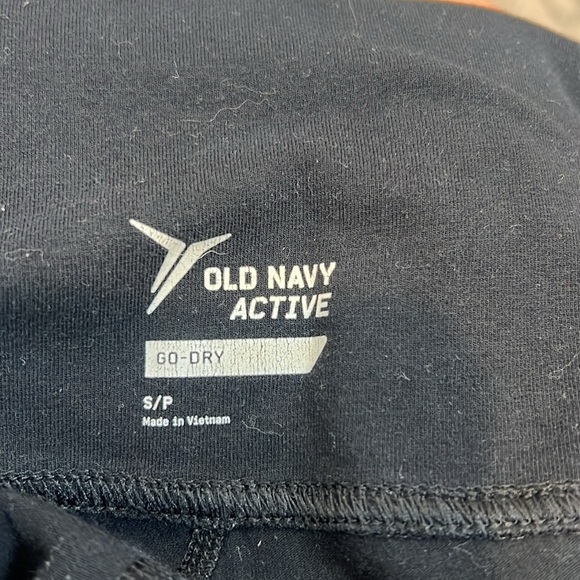 OLD NAVY
ACTIVE
GO-DRY
S/P
Made in Vietnam